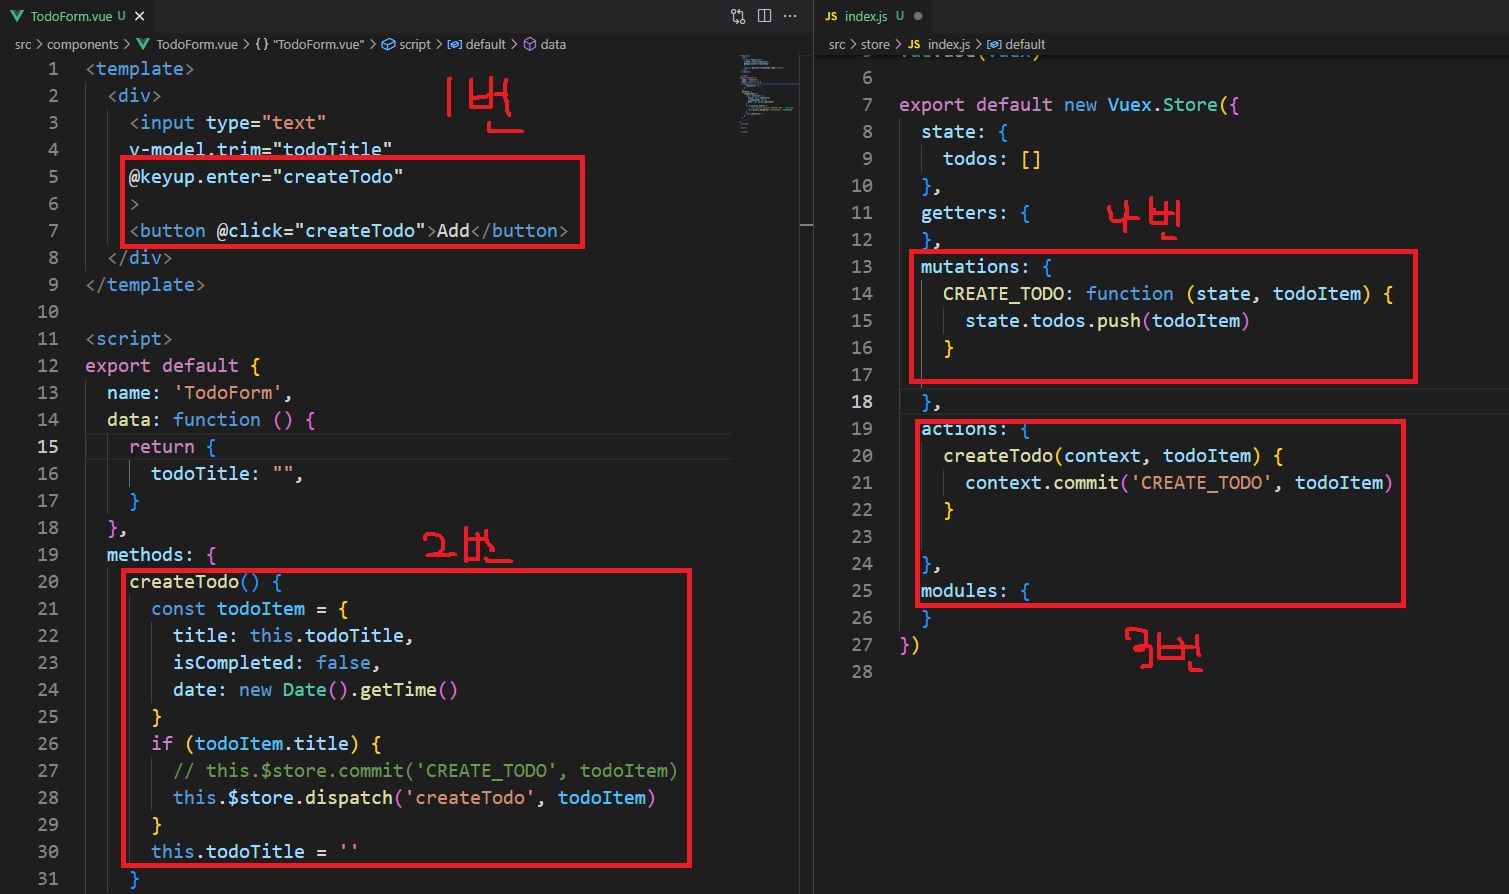 TodoForm.vue U
src > components > TodoForm.vue > {} "TodoForm.vue" > script > default > data
1번
1 <template>
2 <div>
3 <input type="text"
4 v-model.trim="todoTitle"
5 @keyup.enter="createTodo"
6 >
7 <button @click="createTodo">Add</button>
8 </div>
9 </template>
10
11 <script>
12 export default {
13 name: 'TodoForm',
14 data: function () {
15 return {
16 todoTitle: "",
17 }
18 },
19 methods: {
2번
20 createTodo() {
21 const todoItem = {
22 title: this.todoTitle,
23 isCompleted: false,
24 date: new Date().getTime()
25 }
26 if (todoItem.title) {
27 // this.$store.commit('CREATE_TODO', todoItem)
28 this.$store.dispatch('createTodo', todoItem)
29 }
30 this.todoTitle = ''
31 }
JS index.js U
src > store > JS index.js > default
6
7 export default new Vuex.Store({
8 state: {
9 todos: []
10 },
11 getters: {
12 },
4번
13 mutations: {
14 CREATE_TODO: function (state, todoItem) {
15 state.todos.push(todoItem)
16 }
17
18 },
19 actions: {
20 createTodo(context, todoItem) {
21 context.commit('CREATE_TODO', todoItem)
22 }
23
24 },
25 modules: {
26 }
27 })
28
3번